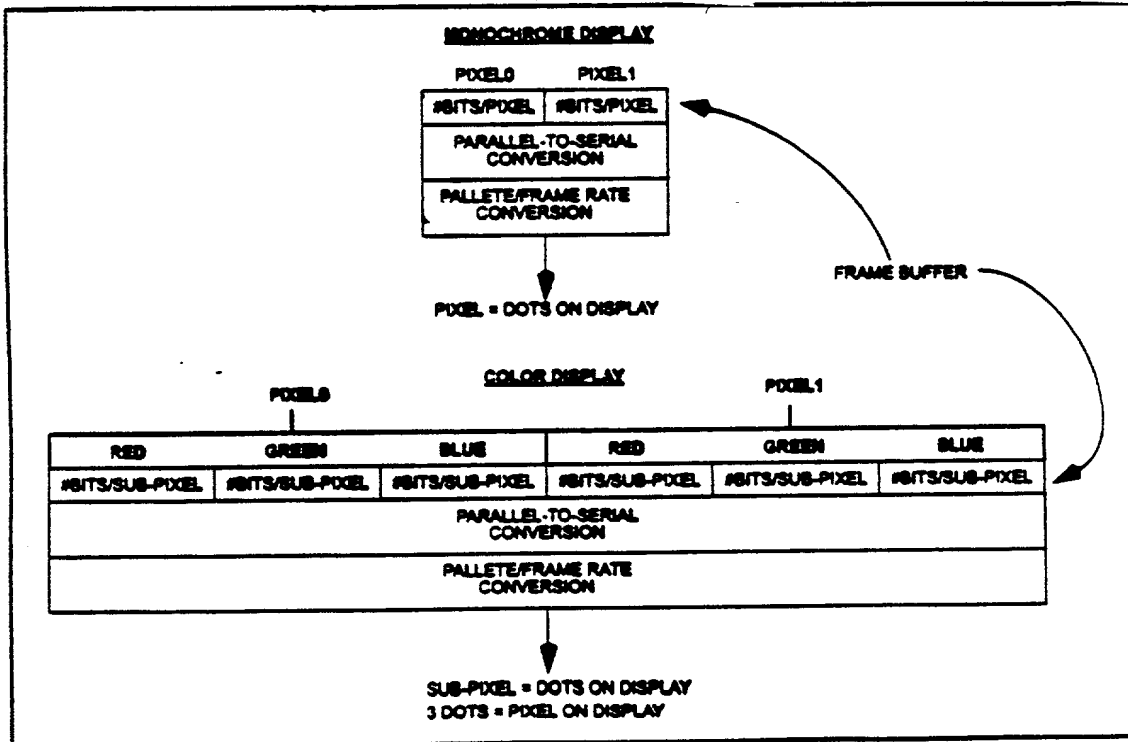 MONOCHROME DISPLAY
PIXEL0 PIXEL1
#BITS/PIXEL #BITS/PIXEL
PARALLEL-TO-SERIAL
CONVERSION
PALLETE/FRAME RATE
CONVERSION
FRAME BUFFER
PIXEL = DOTS ON DISPLAY
COLOR DISPLAY
PIXEL0 PIXEL1
RED GREEN BLUE RED GREEN BLUE
#BITS/SUB-PIXEL #BITS/SUB-PIXEL #BITS/SUB-PIXEL #BITS/SUB-PIXEL #BITS/SUB-PIXEL #BITS/SUB-PIXEL
PARALLEL-TO-SERIAL
CONVERSION
PALLETE/FRAME RATE
CONVERSION
SUB-PIXEL = DOTS ON DISPLAY
3 DOTS = PIXEL ON DISPLAY